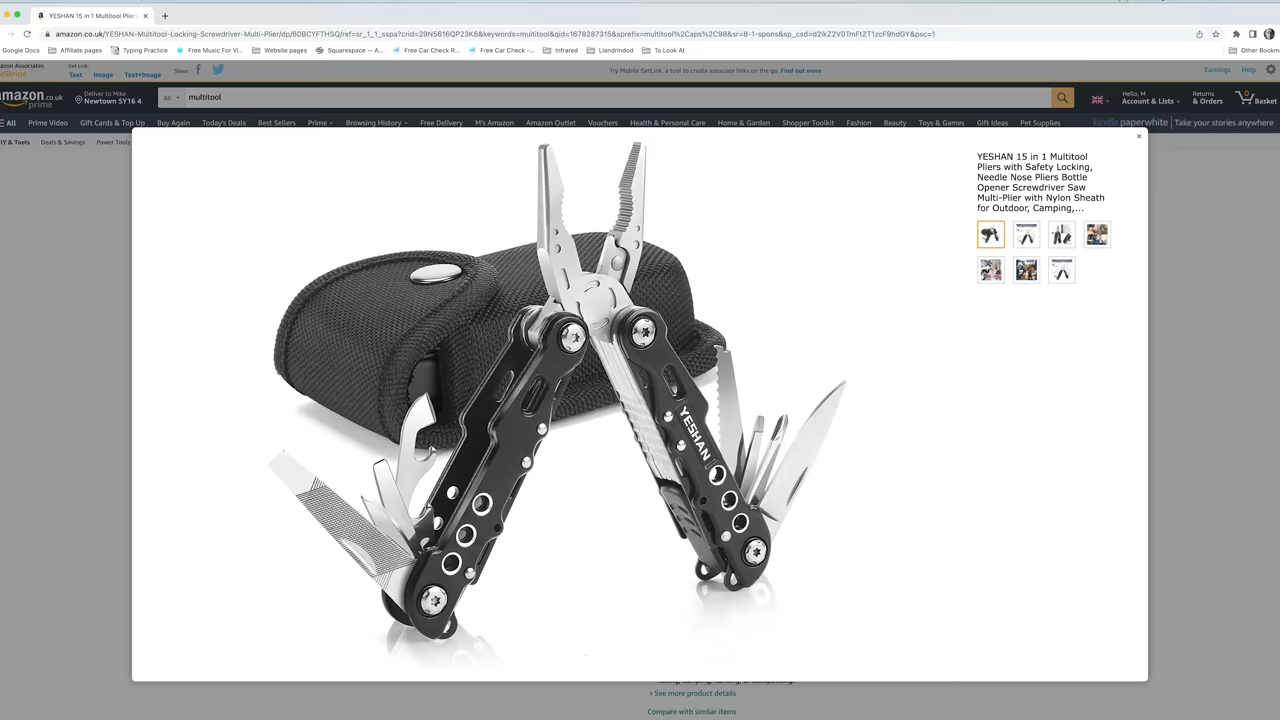 YESHAN 15 in 1 Multitool Pliers
amazon.co.uk/YESHAN-Multitool-Locking-Screwdriver-Multi-Plier/dp/B0BCYFTHSQ/ref=sr_1_1_sspa?crid=29N5616QP23K6&keywords=multitool&qid=1678287315&sprefix=multitool%2Caps%2C98&sr=8-1-spons&sp_csd=d2lkZ2V0TmFtZT1zcF9hdGY&psc=1
Google Docs Affiliate pages Typing Practice Free Music For Vi... Website pages Squarespace – A... Free Car Check R... Free Car Check -... Infrared Llandrindod To Look At Other Bookm
zon Associates Get Link: Share:
eStripe Text Image Text+Image
Try Mobile GetLink, a tool to create associate links on the go. Find out more
Earnings Help
amazon.co.uk
prime
Deliver to Mike
Newtown SY16 4
All multitool
Hello, M
Account & Lists
Returns
& Orders
0
Basket
All Prime Video Gift Cards & Top Up Buy Again Today's Deals Best Sellers Prime Browsing History Free Delivery M's Amazon Amazon Outlet Vouchers Health & Personal Care Home & Garden Shopper Toolkit Fashion Beauty Toys & Games Gift Ideas Pet Supplies kindle paperwhite Take your stories anywhere
IY & Tools Deals & Savings Power Tools
YESHAN 15 in 1 Multitool
Pliers with Safety Locking,
Needle Nose Pliers Bottle
Opener Screwdriver Saw
Multi-Plier with Nylon Sheath
for Outdoor, Camping,...
YESHAN
› See more product details
Compare with similar items